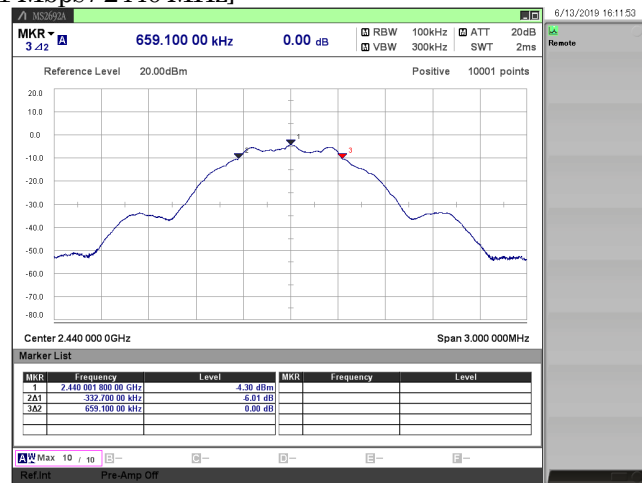 MS2692A
6/13/2019 16:11:53
MKR
3Δ2 A
659.100 00 kHz
0.00 dB
M RBW 100kHz M ATT 20dB
M VBW 300kHz SWT 2ms
Remote
Reference Level 20.00dBm
Positive 10001 points
20.0
10.0
0.0
-10.0
-20.0
-30.0
-40.0
-50.0
-60.0
-70.0
-80.0
2
1
3
Center 2.440 000 0GHz
Span 3.000 000MHz
Marker List
MKR Frequency Level MKR Frequency Level
1 2.440 001 800 00 GHz -4.30 dBm
2Δ1 -332.700 00 kHz -6.01 dB
3Δ2 659.100 00 kHz 0.00 dB
A W Max 10 / 10 B - C - D - E - F -
Ref.Int Pre-Amp Off